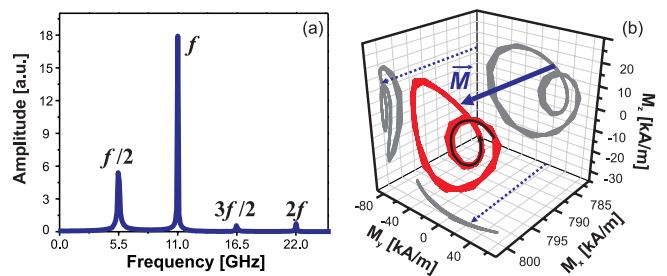 (a)
Amplitude [a.u.]
18
15
12
9
6
3
0
f/2
f
3f/2
2f
0.0 5.5 11.0 16.5 22.0
Frequency [GHz]
(b)
M
M_z [kA/m]
20
10
0
-10
-20
-30
-80
-40
0
40
M_y [kA/m]
785
790
795
800
M_x [kA/m]